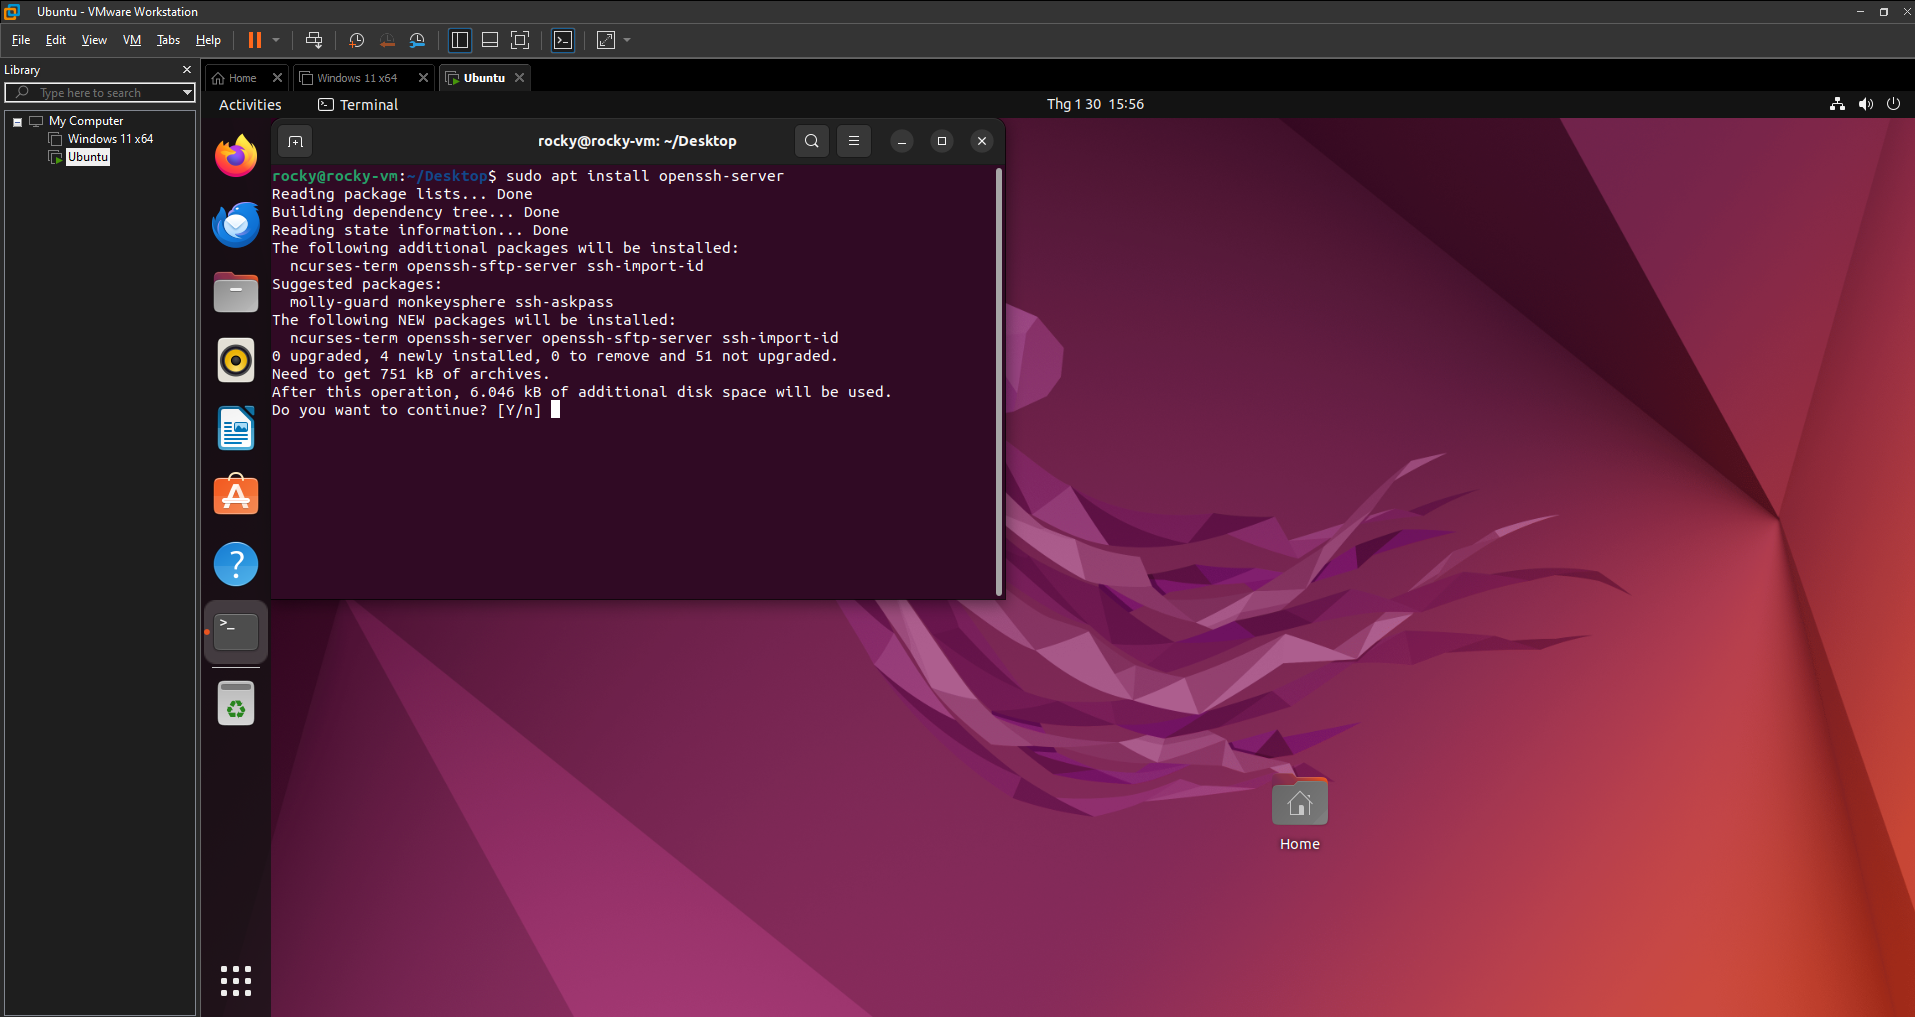 Ubuntu - VMware Workstation
File Edit View VM Tabs Help
Library
Type here to search
My Computer
Windows 11 x64
Ubuntu
Home
Windows 11 x64
Ubuntu
Activities
Terminal
Thg 1 30 15:56
rocky@rocky-vm: ~/Desktop
rocky@rocky-vm:~/Desktop$ sudo apt install openssh-server
Reading package lists... Done
Building dependency tree... Done
Reading state information... Done
The following additional packages will be installed:
ncurses-term openssh-sftp-server ssh-import-id
Suggested packages:
molly-guard monkeysphere ssh-askpass
The following NEW packages will be installed:
ncurses-term openssh-server openssh-sftp-server ssh-import-id
0 upgraded, 4 newly installed, 0 to remove and 51 not upgraded.
Need to get 751 kB of archives.
After this operation, 6.046 kB of additional disk space will be used.
Do you want to continue? [Y/n]
Home